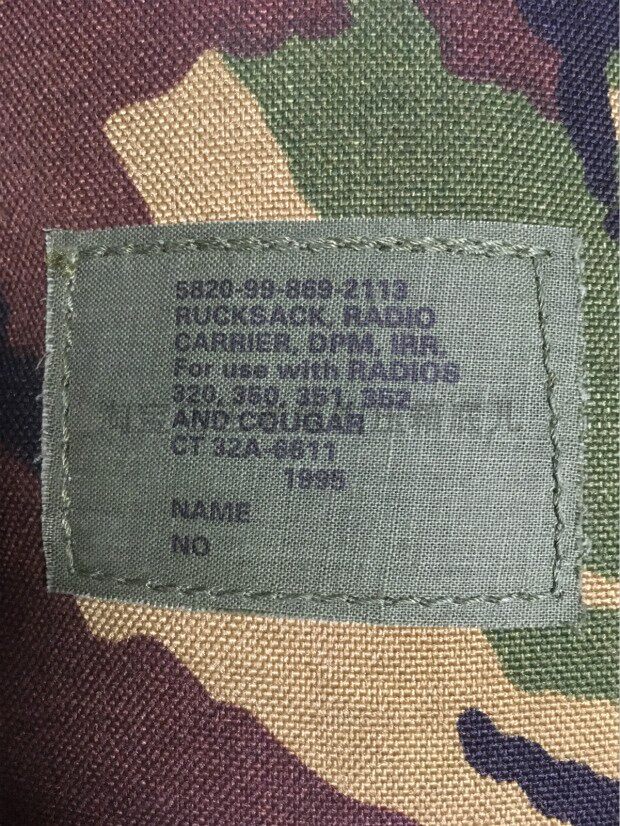 5820-99-869-2113
RUCKSACK, RADIO
CARRIER, DPM, IRR.
For use with RADIOS
320, 350, 351, 352
AND COUGAR
CT 32A-6611
1995
NAME
NO